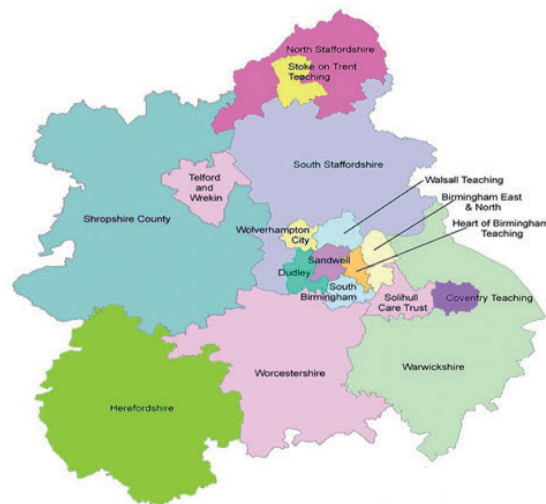 North Staffordshire
Stoke on Trent
Teaching
South Staffordshire
Telford
and
Wrekin
Shropshire County
Walsall Teaching
Birmingham East
& North
Heart of Birmingham
Teaching
Wolverhampton
City
Sandwell
Dudley
South
Birmingham
Solihull
Care Trust
Coventry Teaching
Worcestershire
Warwickshire
Herefordshire